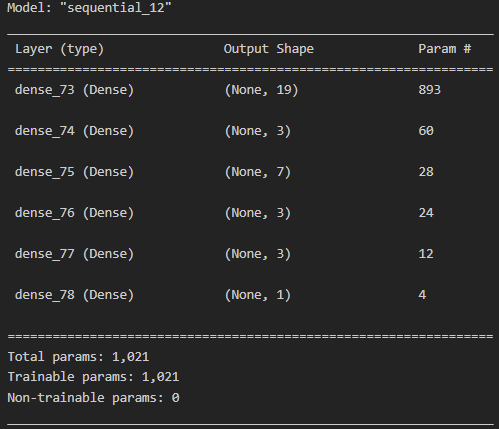 Model: "sequential_12"
_________________________________________________________________
Layer (type) Output Shape Param #
=================================================================
dense_73 (Dense) (None, 19) 893
dense_74 (Dense) (None, 3) 60
dense_75 (Dense) (None, 7) 28
dense_76 (Dense) (None, 3) 24
dense_77 (Dense) (None, 3) 12
dense_78 (Dense) (None, 1) 4
=================================================================
Total params: 1,021
Trainable params: 1,021
Non-trainable params: 0
_________________________________________________________________